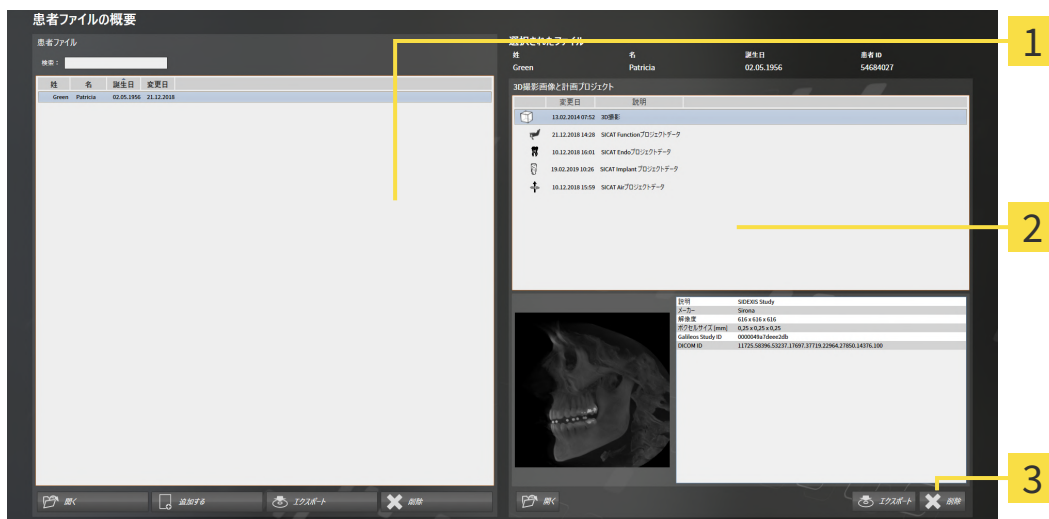 患者ファイルの概要
患者ファイル
検索：
姓 名 誕生日 変更日
Green Patricia 02.05.1956 21.12.2018
開く 追加する エクスポート 削除
選択されたファイル
姓 名 誕生日 患者 ID
Green Patricia 02.05.1956 54684027
3D撮影画像と計画プロジェクト
変更日 説明
13.02.2014 07:52 3D撮影
21.12.2018 14:28 SICAT Functionプロジェクトデータ
10.12.2018 16:01 SICAT Endoプロジェクトデータ
19.02.2019 10:26 SICAT Implant プロジェクトデータ
10.12.2018 15:59 SICAT Airプロジェクトデータ
説明 SIDEXIS Study
メーカー Sirona
解像度 616 x 616 x 616
ボクセルサイズ [mm] 0,25 x 0,25 x 0,25
Galileos Study ID 0000049a7deee2db
DICOM ID 11725.58396.53237.17697.37719.22964.27850.14376.100
開く エクスポート 削除
1
2
3